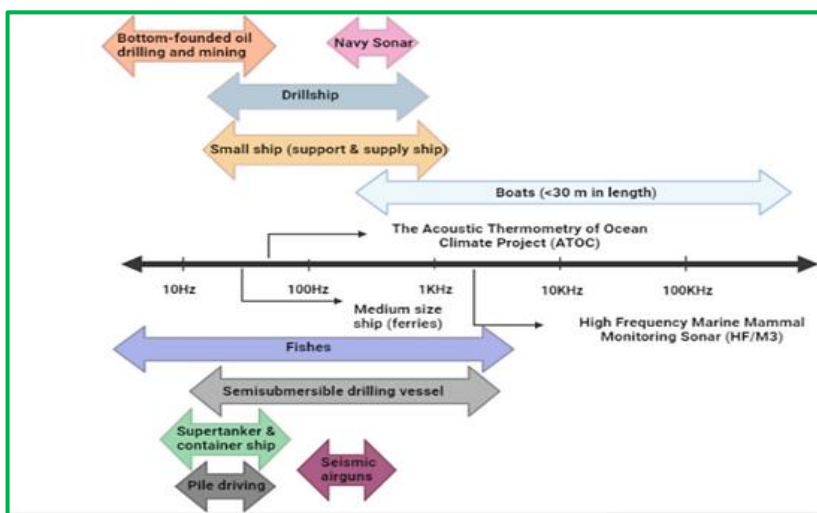 Bottom-founded oil
drilling and mining
Navy Sonar
Drillship
Small ship (support & supply ship)
Boats (<30 m in length)
The Acoustic Thermometry of Ocean
Climate Project (ATOC)
10Hz 100Hz 1KHz 10KHz 100KHz
Medium size
ship (ferries)
High Frequency Marine Mammal
Monitoring Sonar (HF/M3)
Fishes
Semisubmersible drilling vessel
Supertanker &
container ship
Seismic
airguns
Pile driving